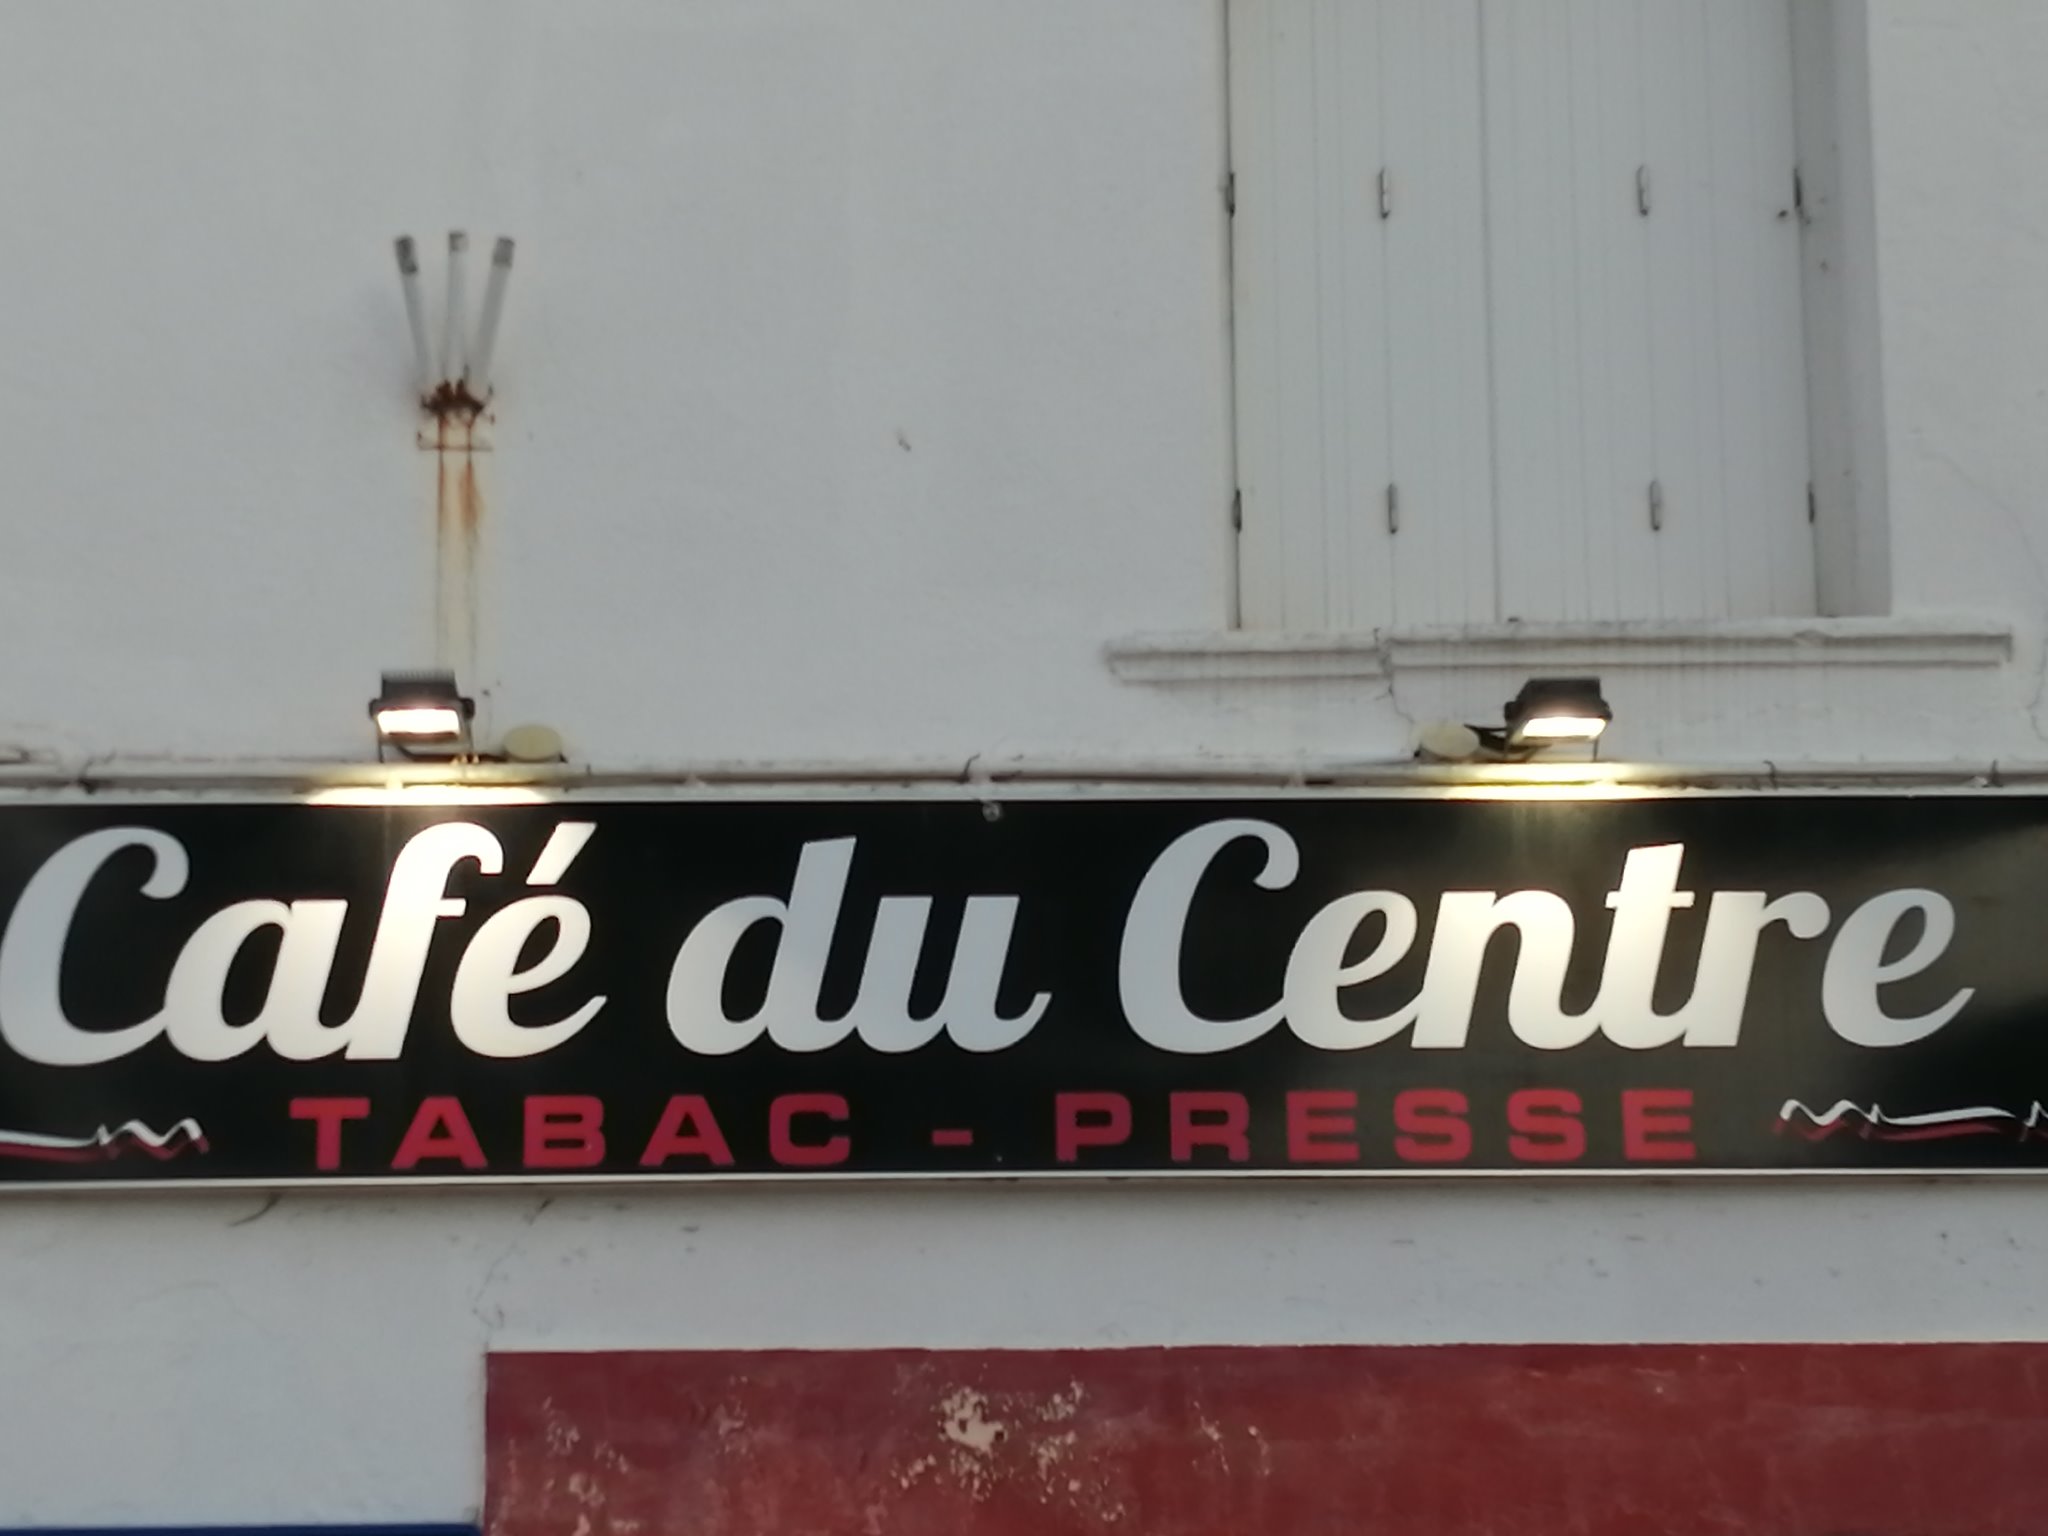 Café du Centre
TABAC - PRESSE